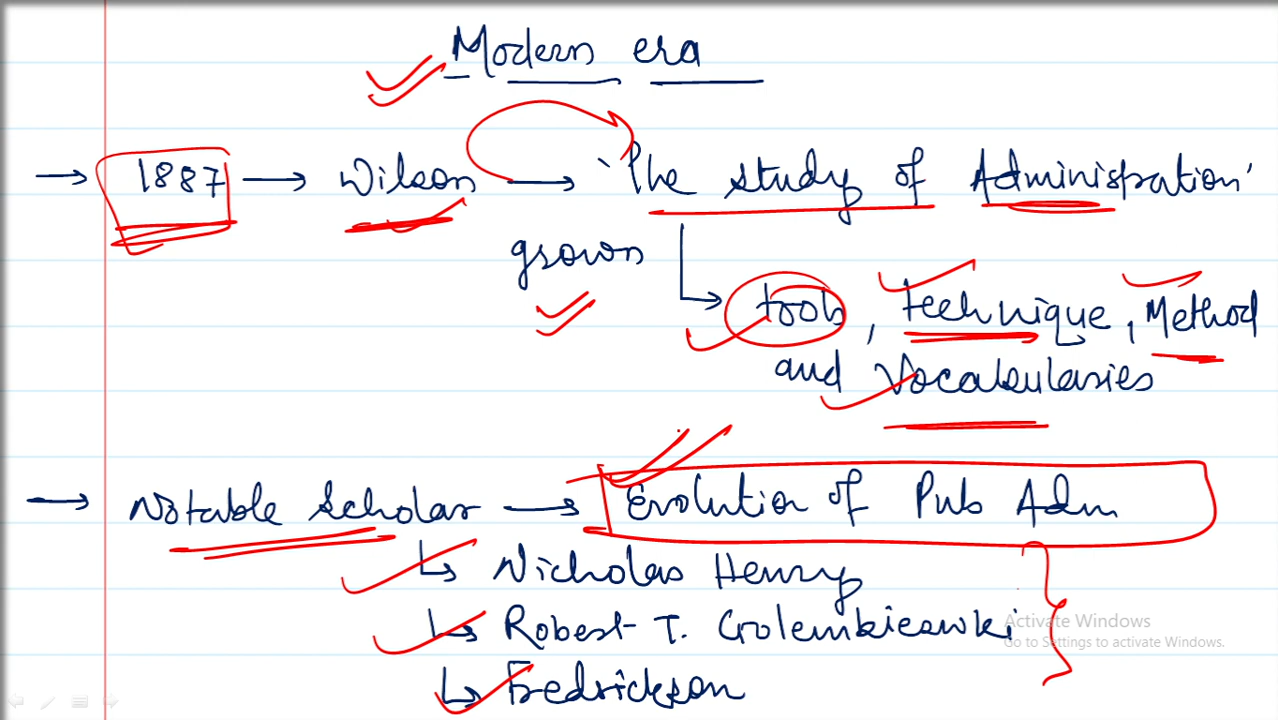 Modern era
→ 1887 → Wilson → 'The study of Administration'
grown
↳ tools, technique, Method
and Vocabularies
→ Notable Scholar → Evolution of Pub Adm
↳ Nicholas Henry
↳ Robert T. Golembieswki
↳ Fredrickson
Activate Windows
Go to Settings to activate Windows.